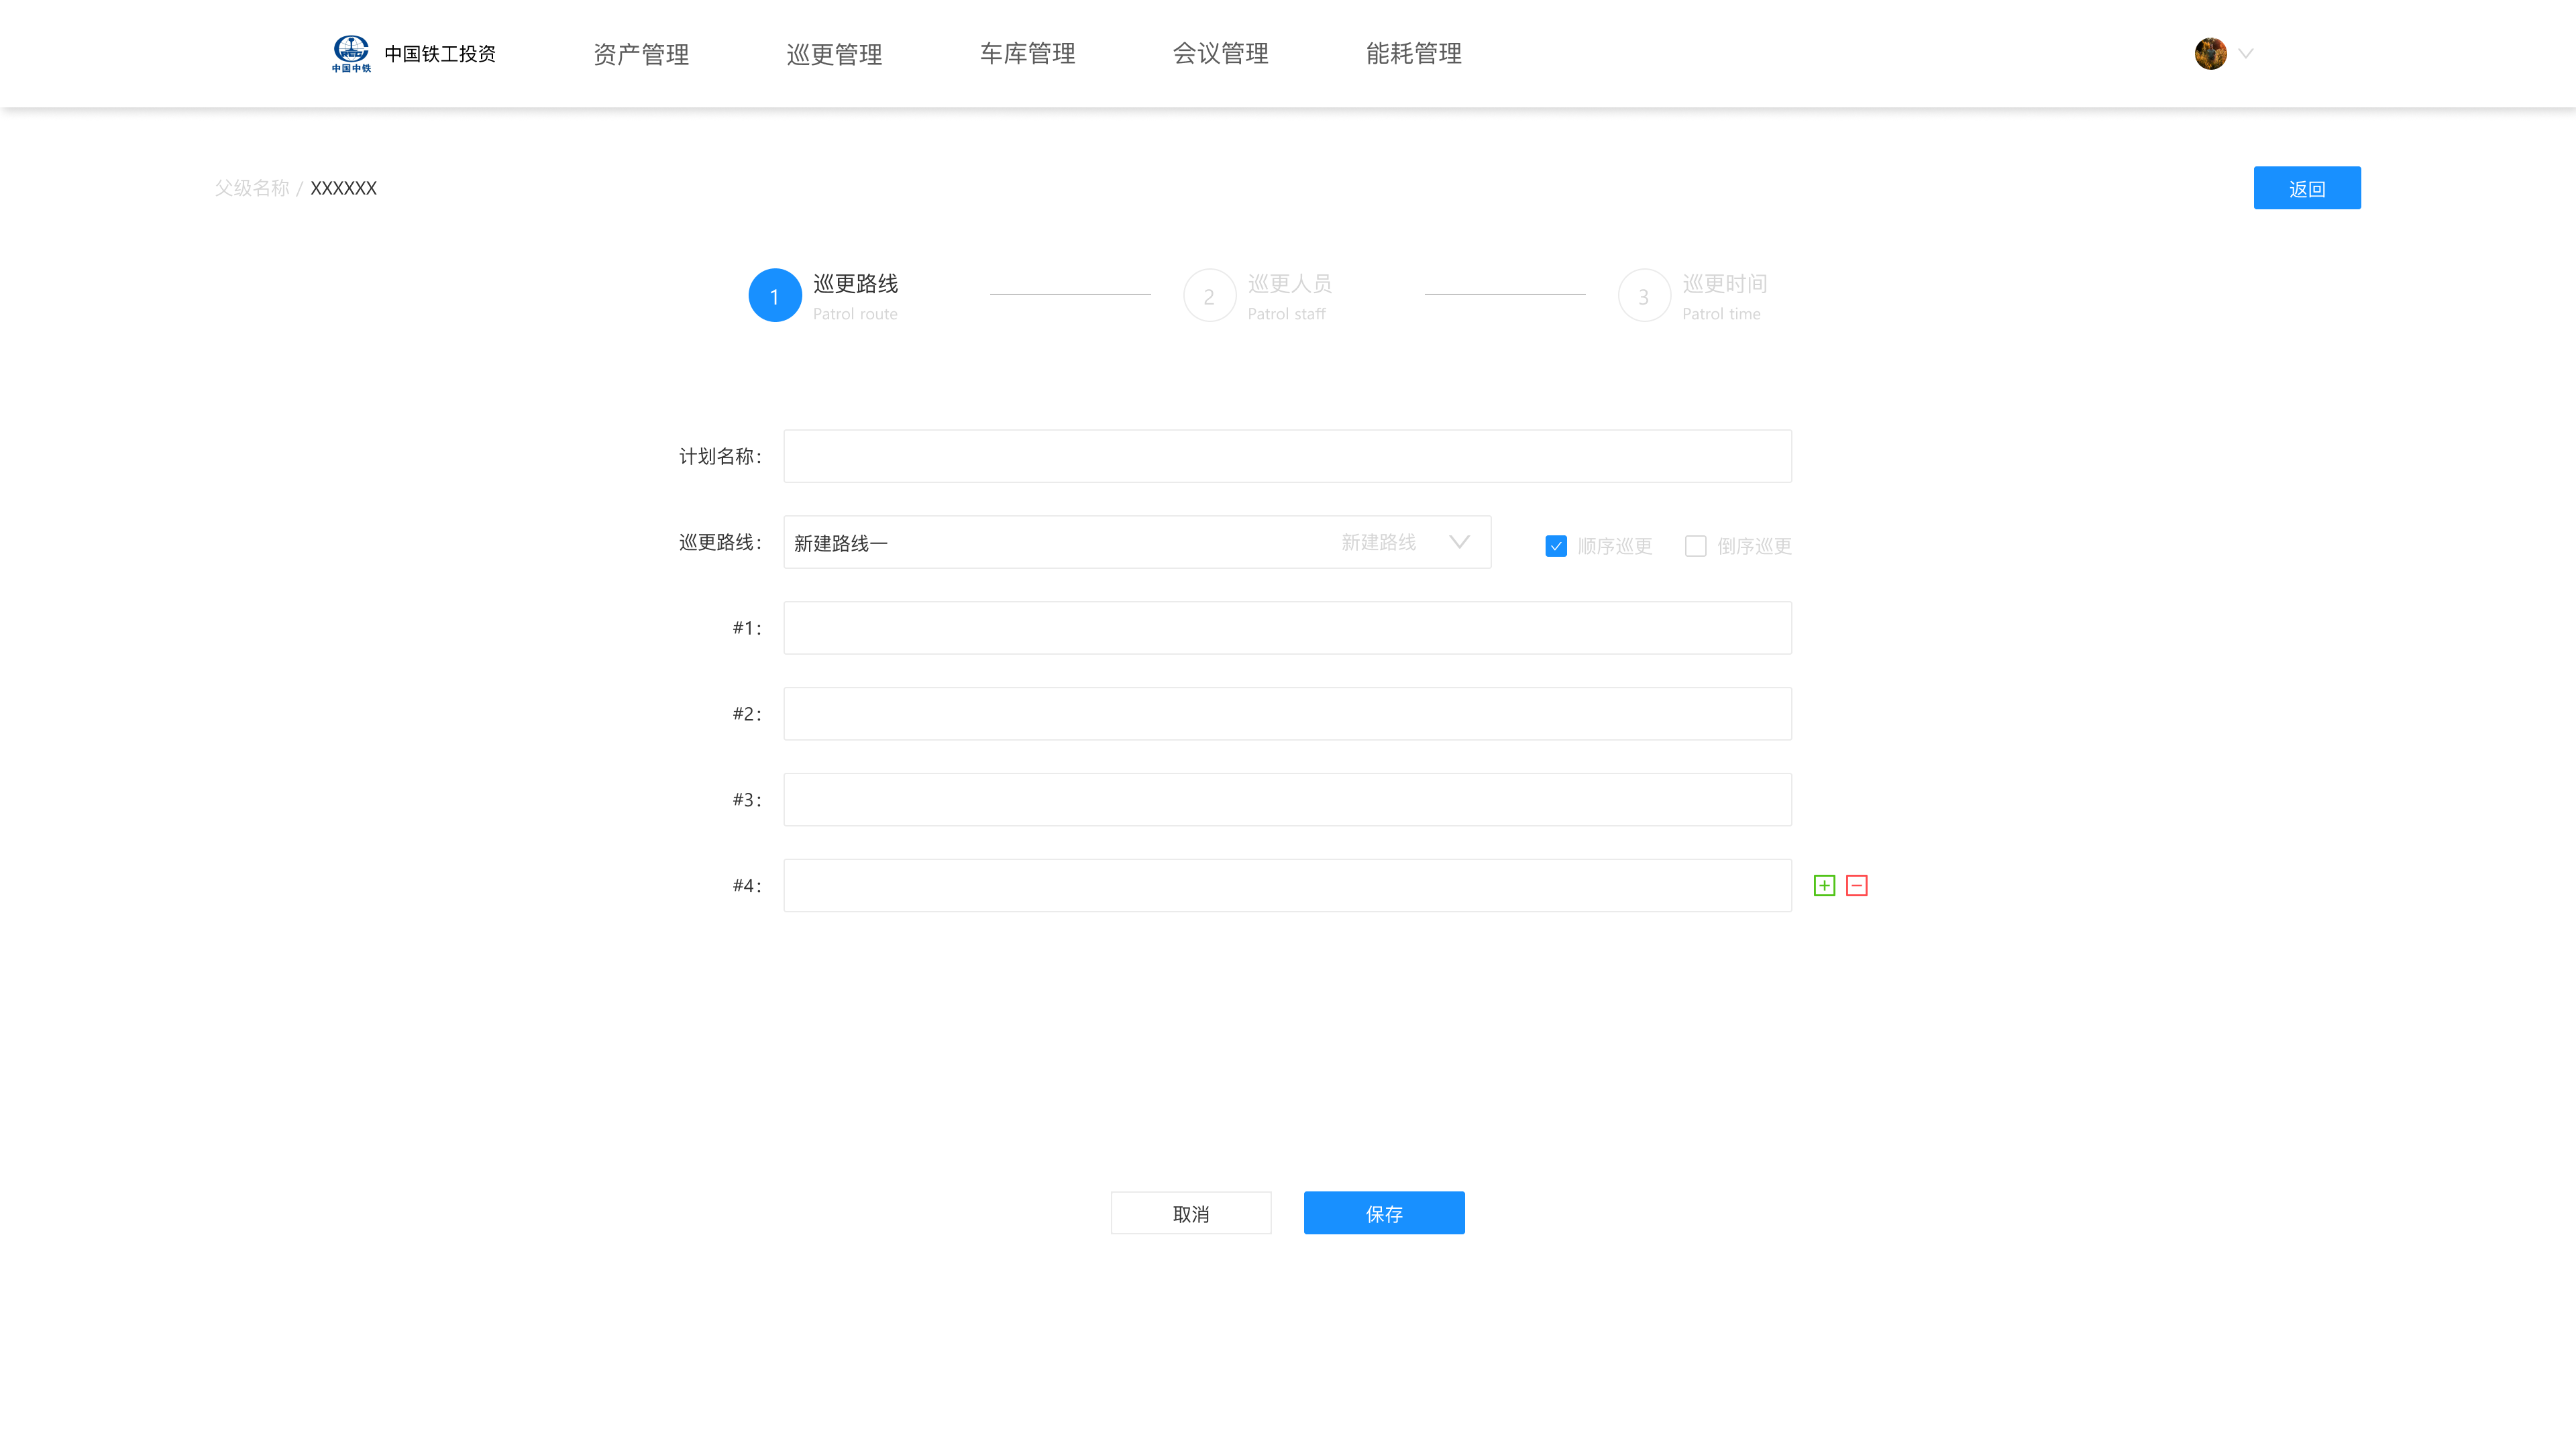 中国中铁 中国铁工投资 资产管理 巡更管理 车库管理 会议管理 能耗管理
父级名称 / XXXXXX 返回
1 巡更路线 2 巡更人员 3 巡更时间
Patrol route Patrol staff Patrol time
计划名称：
巡更路线： 新建路线一 新建路线 顺序巡更 倒序巡更
#1：
#2：
#3：
#4：
取消 保存